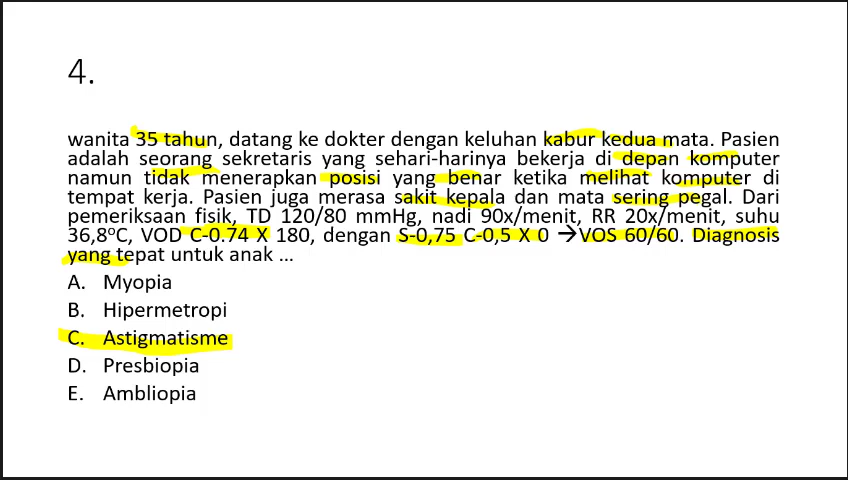 4.
wanita 35 tahun, datang ke dokter dengan keluhan kabur kedua mata. Pasien
adalah seorang sekretaris yang sehari-harinya bekerja di depan komputer
namun tidak menerapkan posisi yang benar ketika melihat komputer di
tempat kerja. Pasien juga merasa sakit kepala dan mata sering pegal. Dari
pemeriksaan fisik, TD 120/80 mmHg, nadi 90x/menit, RR 20x/menit, suhu
36,8°C, VOD C-0.74 X 180, dengan S-0,75 C-0,5 X 0 →VOS 60/60. Diagnosis
yang tepat untuk anak ...
A. Myopia
B. Hipermetropi
C. Astigmatisme
D. Presbiopia
E. Ambliopia